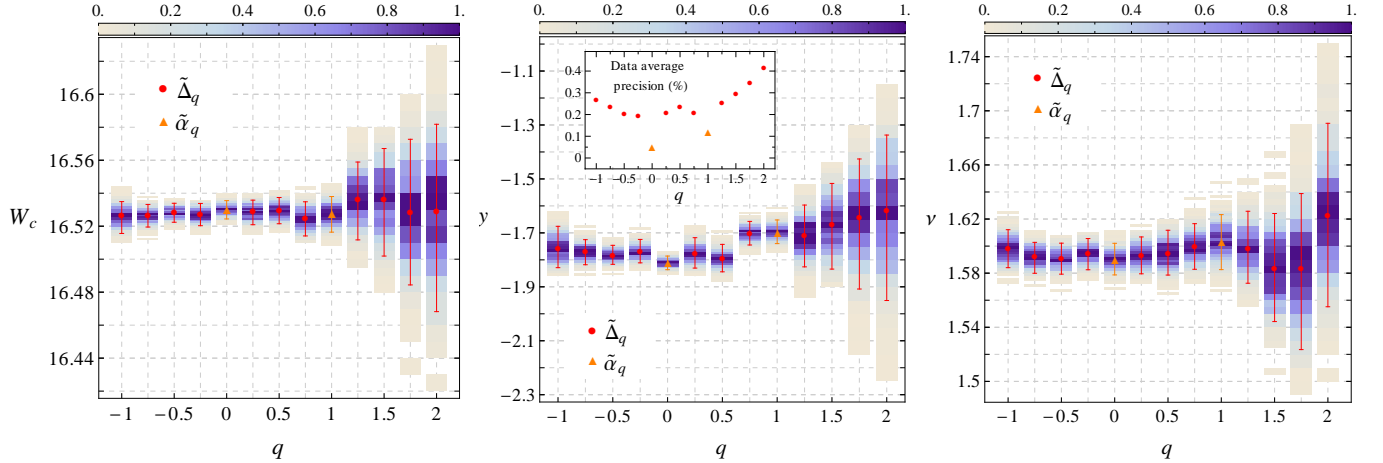 0. 0.2 0.4 0.6 0.8 1.
16.6
16.56
16.52
16.48
16.44
W_c
Δ̃_q
α̃_q
−1 −0.5 0 0.5 1 1.5 2
q
0. 0.2 0.4 0.6 0.8 1.
−1.1
−1.3
−1.5
−1.7
−1.9
−2.1
−2.3
y
Data average
precision (%)
0.4
0.3
0.2
0.1
0
-1 -0.5 0 0.5 1 1.5 2
q
Δ̃_q
α̃_q
−1 −0.5 0 0.5 1 1.5 2
q
0. 0.2 0.4 0.6 0.8 1.
1.74
1.7
1.66
1.62
1.58
1.54
1.5
ν
Δ̃_q
α̃_q
−1 −0.5 0 0.5 1 1.5 2
q